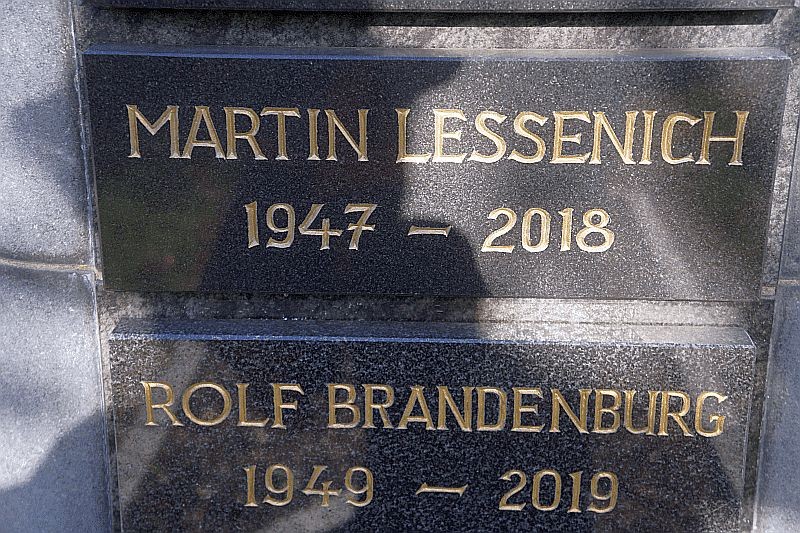 MARTIN LESSENICH
1947 – 2018
ROLF BRANDENBURG
1949 – 2019